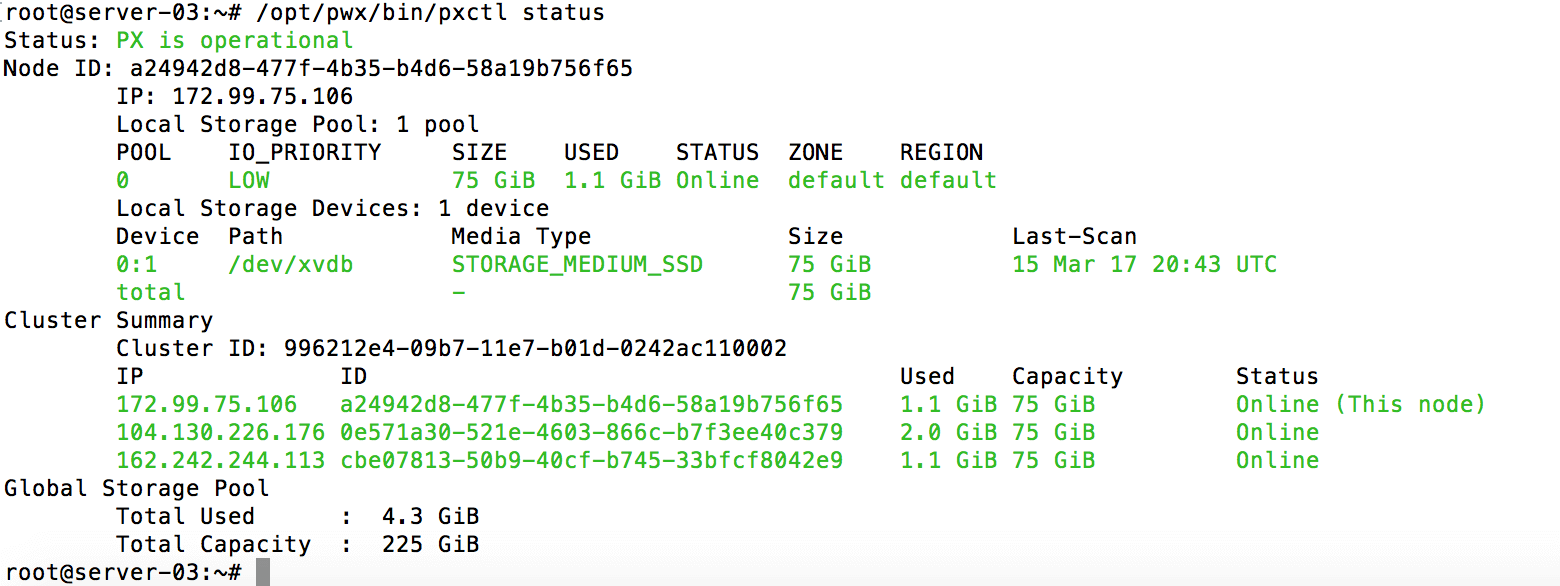 root@server-03:~# /opt/pwx/bin/pxctl status
Status: PX is operational
Node ID: a24942d8-477f-4b35-b4d6-58a19b756f65
        IP: 172.99.75.106
        Local Storage Pool: 1 pool
        POOL    IO_PRIORITY     SIZE    USED    STATUS  ZONE    REGION
        0       LOW             75 GiB  1.1 GiB Online  default default
        Local Storage Devices: 1 device
        Device  Path            Media Type              Size            Last-Scan
        0:1     /dev/xvdb       STORAGE_MEDIUM_SSD      75 GiB          15 Mar 17 20:43 UTC
        total                   -                       75 GiB
Cluster Summary
        Cluster ID: 996212e4-09b7-11e7-b01d-0242ac110002
        IP              ID                                      Used    Capacity        Status
        172.99.75.106   a24942d8-477f-4b35-b4d6-58a19b756f65    1.1 GiB 75 GiB          Online (This node)
        104.130.226.176 0e571a30-521e-4603-866c-b7f3ee40c379    2.0 GiB 75 GiB          Online
        162.242.244.113 cbe07813-50b9-40cf-b745-33bfcf8042e9    1.1 GiB 75 GiB          Online
Global Storage Pool
        Total Used      :  4.3 GiB
        Total Capacity  :  225 GiB
root@server-03:~#